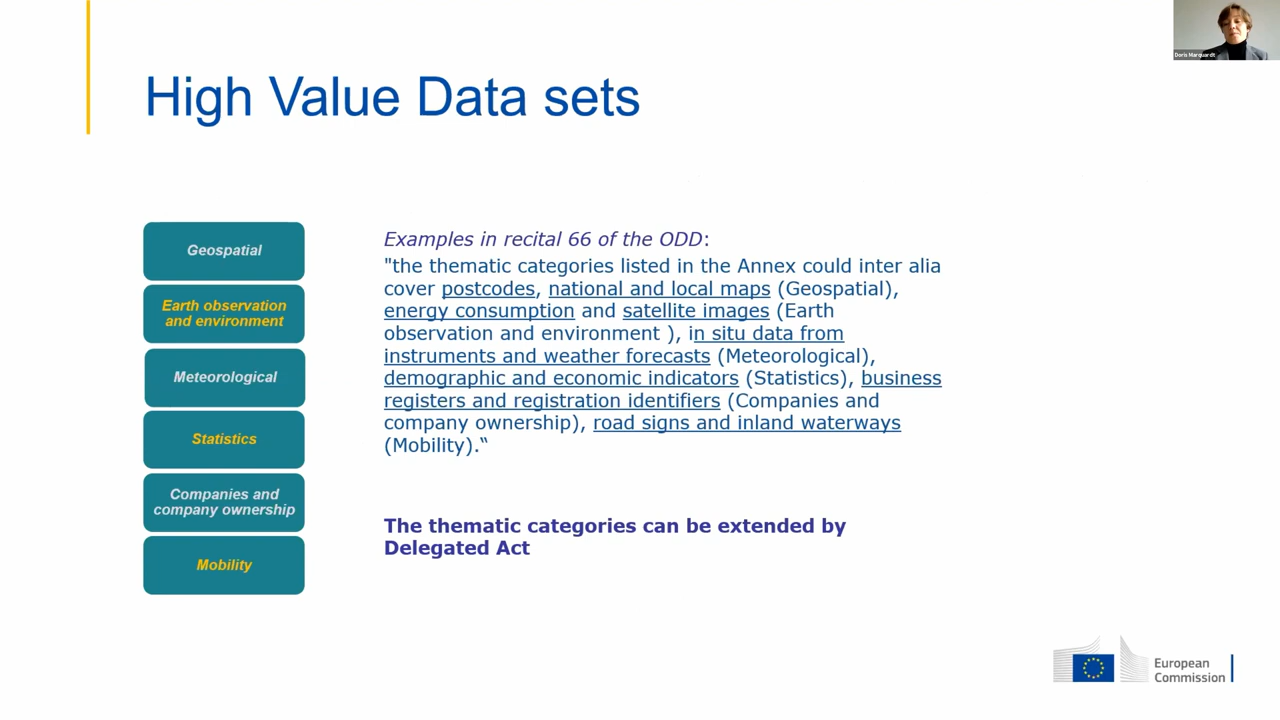 Doris Marquardt
High Value Data sets
Geospatial
Earth observation
and environment
Meteorological
Statistics
Companies and
company ownership
Mobility
Examples in recital 66 of the ODD:
"the thematic categories listed in the Annex could inter alia
cover postcodes, national and local maps (Geospatial),
energy consumption and satellite images (Earth
observation and environment ), in situ data from
instruments and weather forecasts (Meteorological),
demographic and economic indicators (Statistics), business
registers and registration identifiers (Companies and
company ownership), road signs and inland waterways
(Mobility).“
The thematic categories can be extended by
Delegated Act
European
Commission